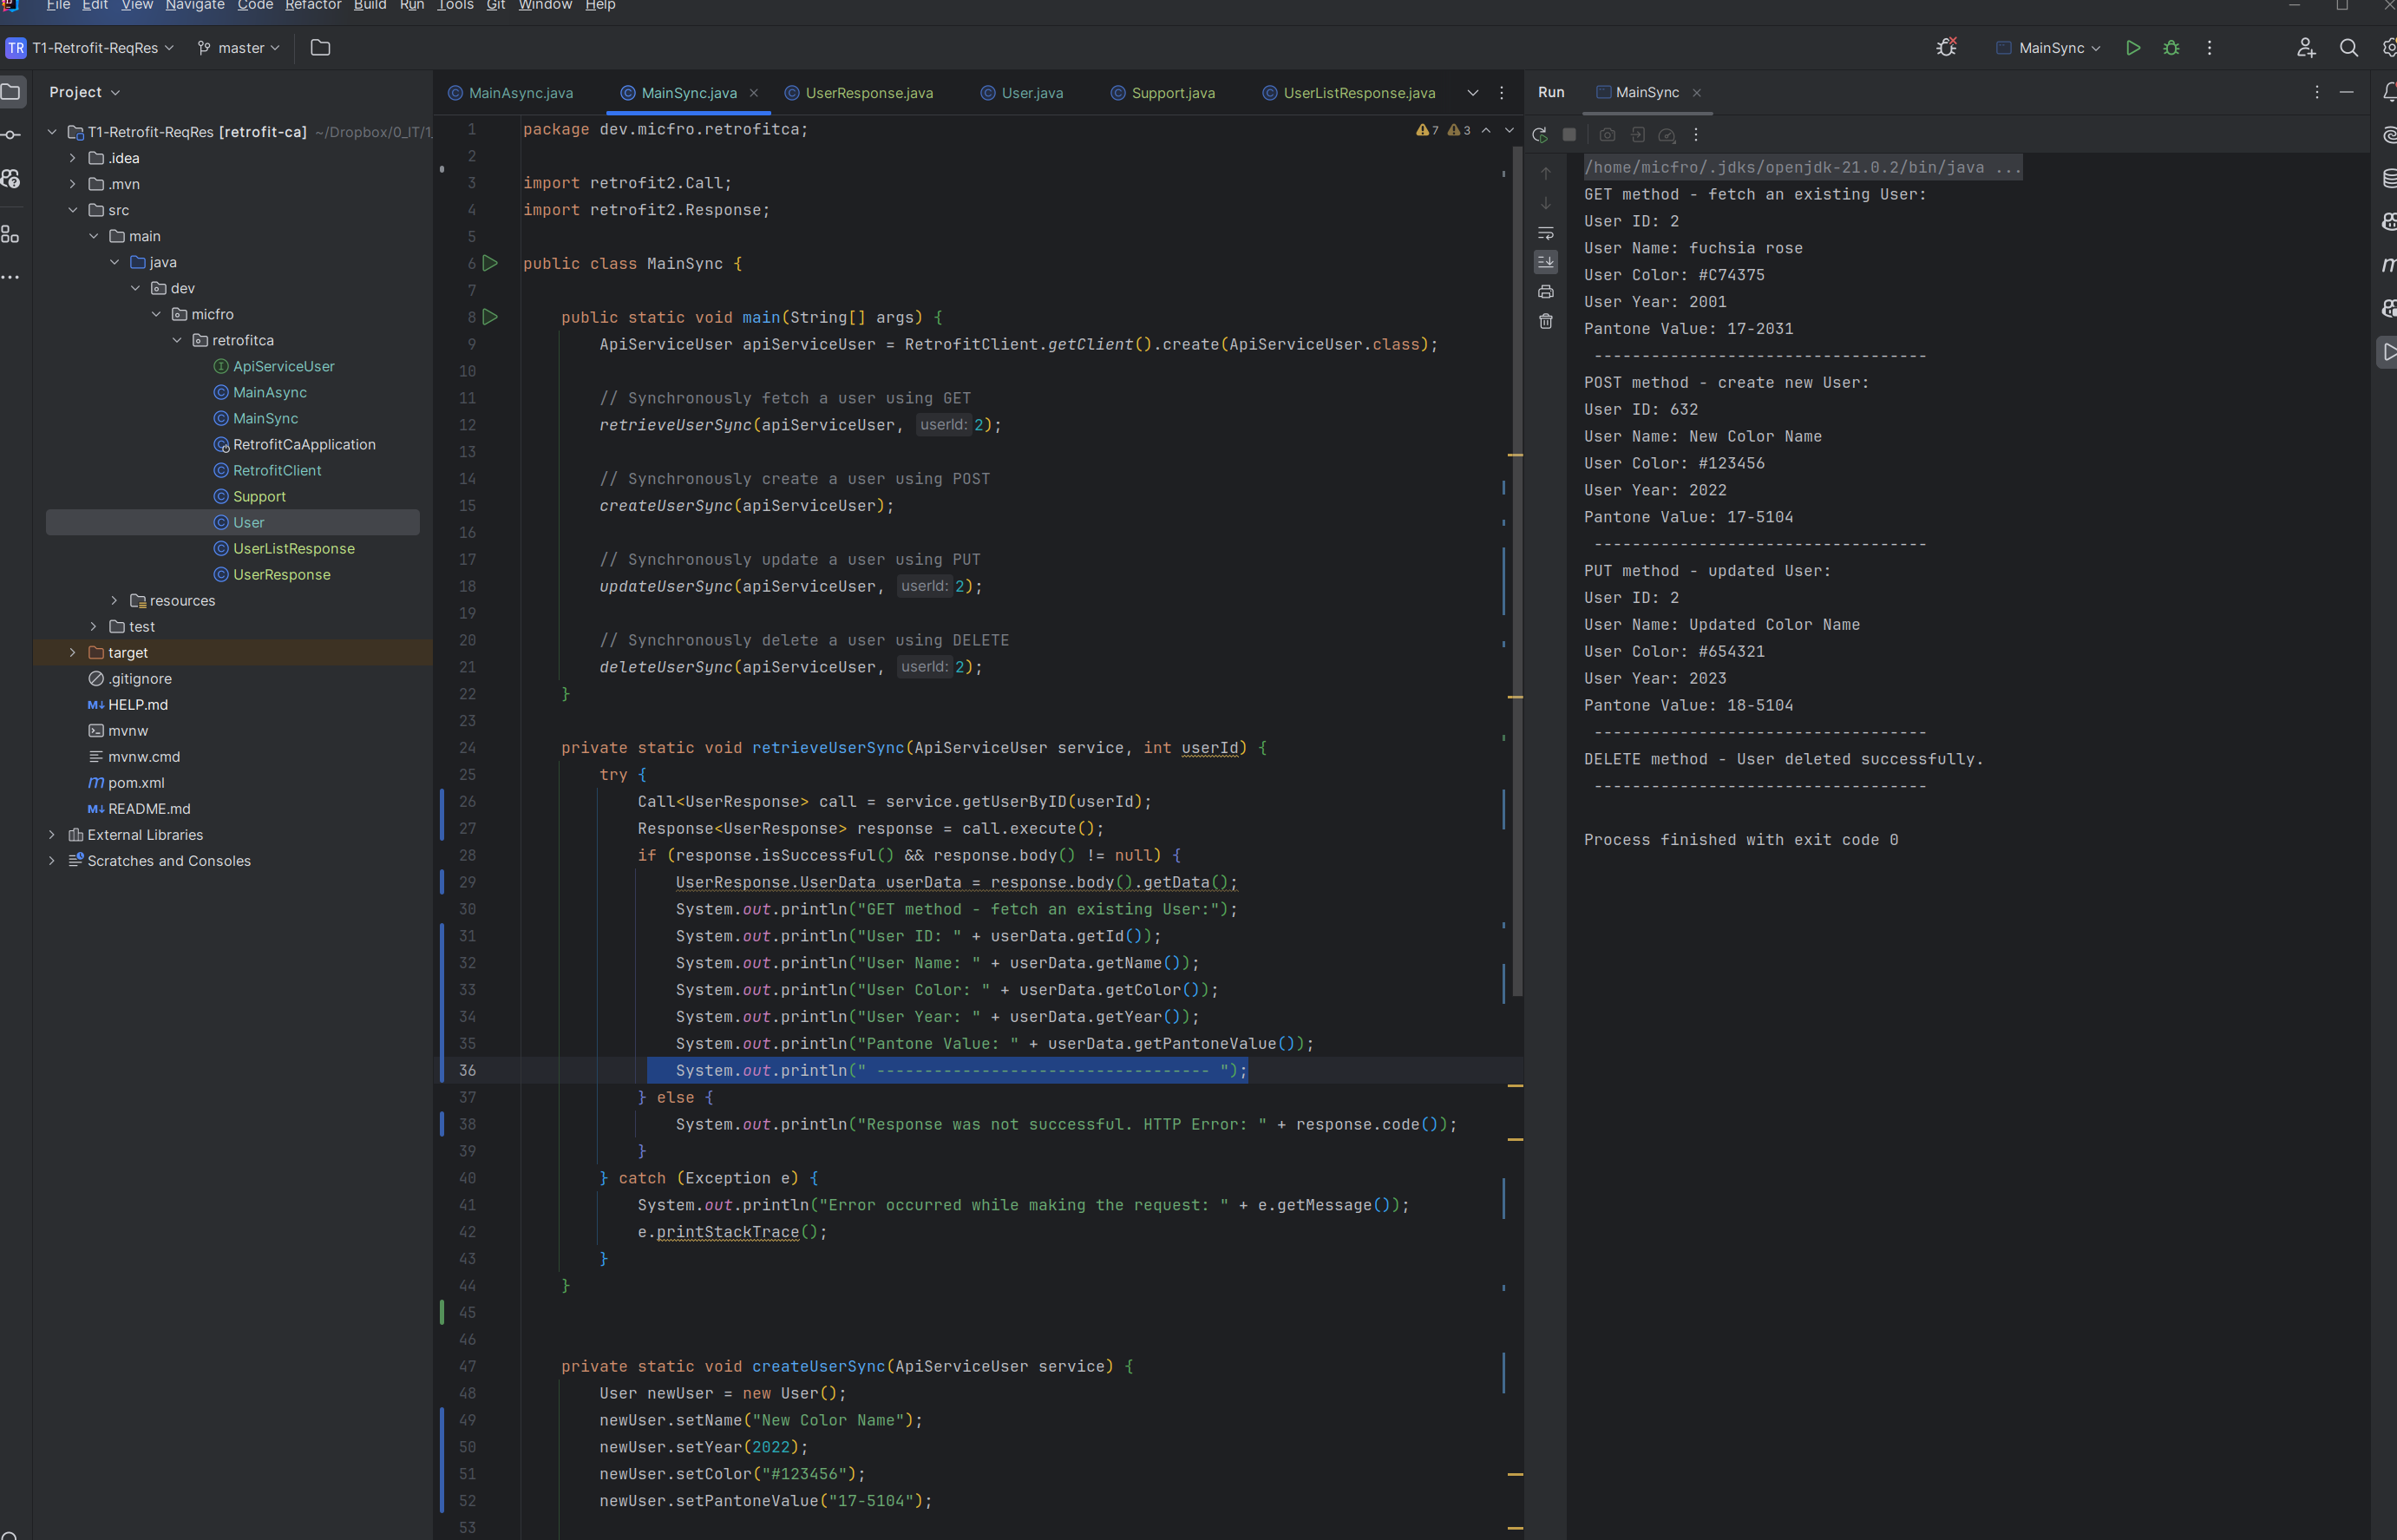 File Edit View Navigate Code Refactor Build Run Tools Git Window Help
TR T1-Retrofit-ReqRes master MainSync
Project
T1-Retrofit-ReqRes [retrofit-ca] ~/Dropbox/0_IT/1_
.idea
.mvn
src
main
java
dev
micfro
retrofitca
ApiServiceUser
MainAsync
MainSync
RetrofitCaApplication
RetrofitClient
Support
User
UserListResponse
UserResponse
resources
test
target
.gitignore
HELP.md
mvnw
mvnw.cmd
pom.xml
README.md
External Libraries
Scratches and Consoles
MainAsync.java MainSync.java UserResponse.java User.java Support.java UserListResponse.java
7 3
1 package dev.micfro.retrofitca;
2
3 import retrofit2.Call;
4 import retrofit2.Response;
5
6 public class MainSync {
7
8 public static void main(String[] args) {
9 ApiServiceUser apiServiceUser = RetrofitClient.getClient().create(ApiServiceUser.class);
10
11 // Synchronously fetch a user using GET
12 retrieveUserSync(apiServiceUser, userId: 2);
13
14 // Synchronously create a user using POST
15 createUserSync(apiServiceUser);
16
17 // Synchronously update a user using PUT
18 updateUserSync(apiServiceUser, userId: 2);
19
20 // Synchronously delete a user using DELETE
21 deleteUserSync(apiServiceUser, userId: 2);
22 }
23
24 private static void retrieveUserSync(ApiServiceUser service, int userId) {
25 try {
26 Call<UserResponse> call = service.getUserByID(userId);
27 Response<UserResponse> response = call.execute();
28 if (response.isSuccessful() && response.body() != null) {
29 UserResponse.UserData userData = response.body().getData();
30 System.out.println("GET method - fetch an existing User:");
31 System.out.println("User ID: " + userData.getId());
32 System.out.println("User Name: " + userData.getName());
33 System.out.println("User Color: " + userData.getColor());
34 System.out.println("User Year: " + userData.getYear());
35 System.out.println("Pantone Value: " + userData.getPantoneValue());
36 System.out.println(" ----------------------------------- ");
37 } else {
38 System.out.println("Response was not successful. HTTP Error: " + response.code());
39 }
40 } catch (Exception e) {
41 System.out.println("Error occurred while making the request: " + e.getMessage());
42 e.printStackTrace();
43 }
44 }
45
46
47 private static void createUserSync(ApiServiceUser service) {
48 User newUser = new User();
49 newUser.setName("New Color Name");
50 newUser.setYear(2022);
51 newUser.setColor("#123456");
52 newUser.setPantoneValue("17-5104");
53
Run MainSync
/home/micfro/.jdks/openjdk-21.0.2/bin/java ...
GET method - fetch an existing User:
User ID: 2
User Name: fuchsia rose
User Color: #C74375
User Year: 2001
Pantone Value: 17-2031
-----------------------------------
POST method - create new User:
User ID: 632
User Name: New Color Name
User Color: #123456
User Year: 2022
Pantone Value: 17-5104
-----------------------------------
PUT method - updated User:
User ID: 2
User Name: Updated Color Name
User Color: #654321
User Year: 2023
Pantone Value: 18-5104
-----------------------------------
DELETE method - User deleted successfully.
-----------------------------------
Process finished with exit code 0